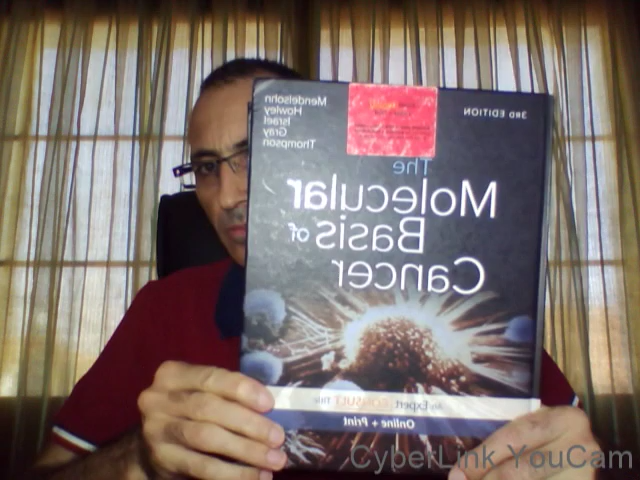 Mendelsohn
Howley
Israel
Gray
Thompson
3RD EDITION
The
Molecular
Basis of
Cancer
An Expert CONSULT Title
Online + Print
CyberLink YouCam